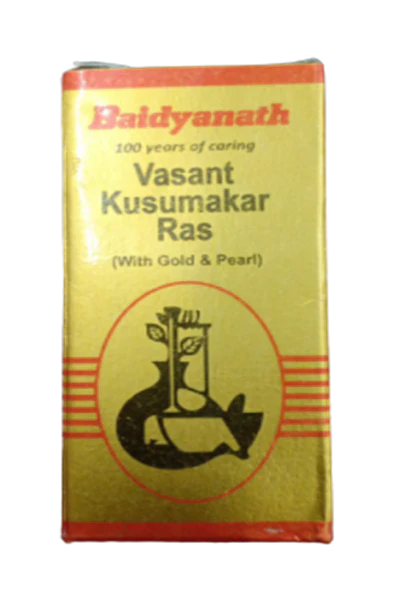 Baidyanath
100 years of caring
Vasant
Kusumakar
Ras
(With Gold & Pearl)